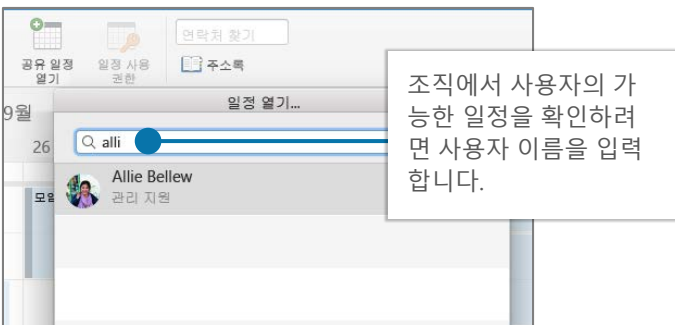 연락처 찾기
공유 일정
열기
일정 사용
권한
주소록
9월
일정 열기...
26
alli
Allie Bellew
관리 지원
조직에서 사용자의 가
능한 일정을 확인하려
면 사용자 이름을 입력
합니다.